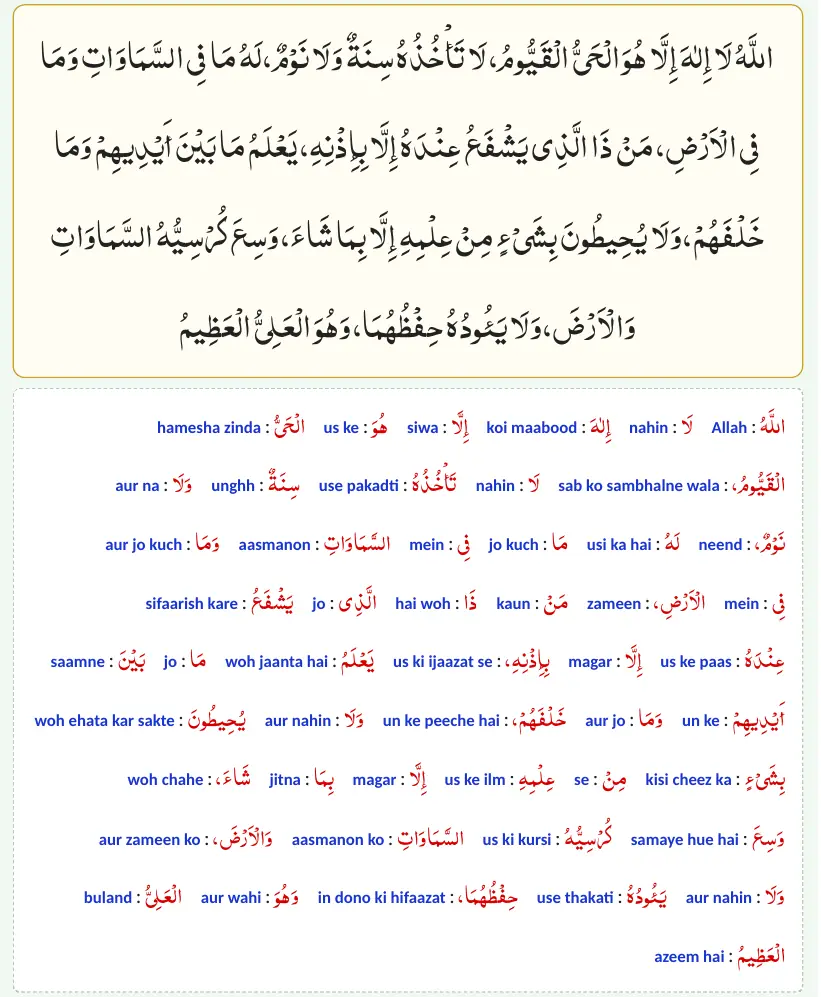 اللَّهُ لَا إِلٰهَ إِلَّا هُوَ الْحَيُّ الْقَيُّومُ، لَا تَأْخُذُهُ سِنَةٌ وَلَا نَوْمٌ، لَهُ مَا فِي السَّمَاوَاتِ وَمَا
فِي الْأَرْضِ، مَنْ ذَا الَّذِي يَشْفَعُ عِنْدَهُ إِلَّا بِإِذْنِهِ، يَعْلَمُ مَا بَيْنَ أَيْدِيهِمْ وَمَا
خَلْفَهُمْ، وَلَا يُحِيطُونَ بِشَيْءٍ مِنْ عِلْمِهِ إِلَّا بِمَا شَاءَ، وَسِعَ كُرْسِيُّهُ السَّمَاوَاتِ
وَالْأَرْضَ، وَلَا يَئُودُهُ حِفْظُهُمَا، وَهُوَ الْعَلِيُّ الْعَظِيمُ
اللَّهُ : Allah لَا : nahin إِلٰهَ : koi maabood إِلَّا : siwa هُوَ : us ke الْحَيُّ : hamesha zinda
الْقَيُّومُ، : sab ko sambhalne wala لَا : nahin تَأْخُذُهُ : use pakadti سِنَةٌ : unghh وَلَا : aur na
نَوْمٌ، : neend لَهُ : usi ka hai مَا : jo kuch فِي : mein السَّمَاوَاتِ : aasmanon وَمَا : aur jo kuch
فِي : mein الْأَرْضِ، : zameen مَنْ : kaun ذَا : hai woh الَّذِي : jo يَشْفَعُ : sifaarish kare
عِنْدَهُ : us ke paas إِلَّا : magar بِإِذْنِهِ، : us ki ijaazat se يَعْلَمُ : woh jaanta hai مَا : jo بَيْنَ : saamne
أَيْدِيهِمْ : un ke وَمَا : aur jo خَلْفَهُمْ، : un ke peeche hai وَلَا : aur nahin يُحِيطُونَ : woh ehata kar sakte
بِشَيْءٍ : kisi cheez ka مِنْ : se عِلْمِهِ : us ke ilm إِلَّا : magar بِمَا : jitna شَاءَ، : woh chahe
وَسِعَ : samaye hue hai كُرْسِيُّهُ : us ki kursi السَّمَاوَاتِ : aasmanon ko وَالْأَرْضَ، : aur zameen ko
وَلَا : aur nahin يَئُودُهُ : use thakati حِفْظُهُمَا، : in dono ki hifaazat وَهُوَ : aur wahi الْعَلِيُّ : buland
الْعَظِيمُ : azeem hai